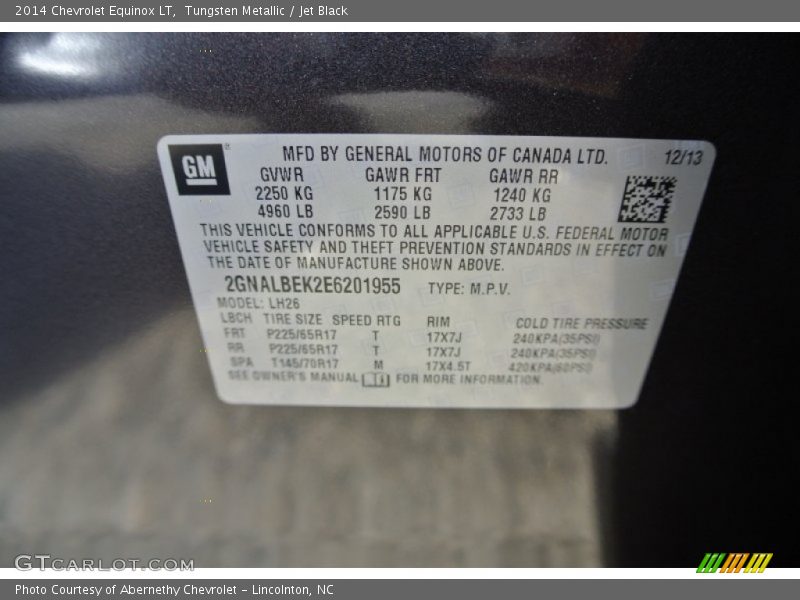 2014 Chevrolet Equinox LT, Tungsten Metallic / Jet Black
GM ®
MFD BY GENERAL MOTORS OF CANADA LTD. 12/13
GVWR GAWR FRT GAWR RR
2250 KG 1175 KG 1240 KG
4960 LB 2590 LB 2733 LB
THIS VEHICLE CONFORMS TO ALL APPLICABLE U.S. FEDERAL MOTOR
VEHICLE SAFETY AND THEFT PREVENTION STANDARDS IN EFFECT ON
THE DATE OF MANUFACTURE SHOWN ABOVE.
2GNALBEK2E6201955 TYPE: M.P.V.
MODEL: LH26
LBCH TIRE SIZE SPEED RTG RIM COLD TIRE PRESSURE
FRT P225/65R17 T 17X7J 240KPA(35PSI)
RR P225/65R17 T 17X7J 240KPA(35PSI)
SPA T145/70R17 M 17X4.5T 420KPA(60PSI)
SEE OWNER'S MANUAL FOR MORE INFORMATION.
GTCARLOT.COM
Photo Courtesy of Abernethy Chevrolet - Lincolnton, NC